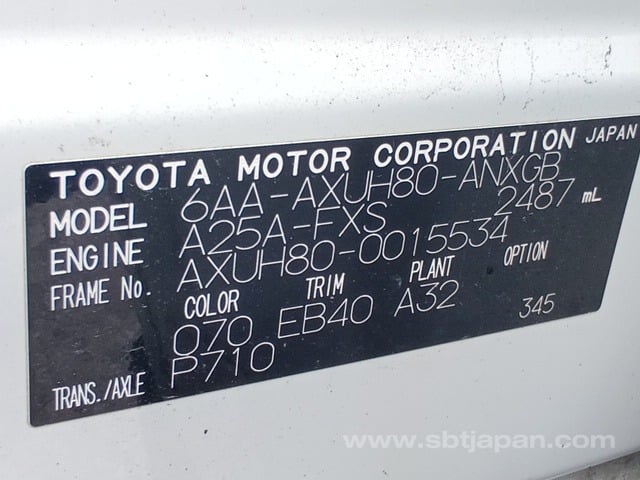 TOYOTA MOTOR CORPORATION JAPAN
MODEL 6AA-AXUH80-ANXGB
ENGINE A25A-FXS 2487 mL
FRAME No. AXUH80-0015534
COLOR TRIM PLANT OPTION
070 EB40 A32 345
TRANS./AXLE P710
www.sbtjapan.com